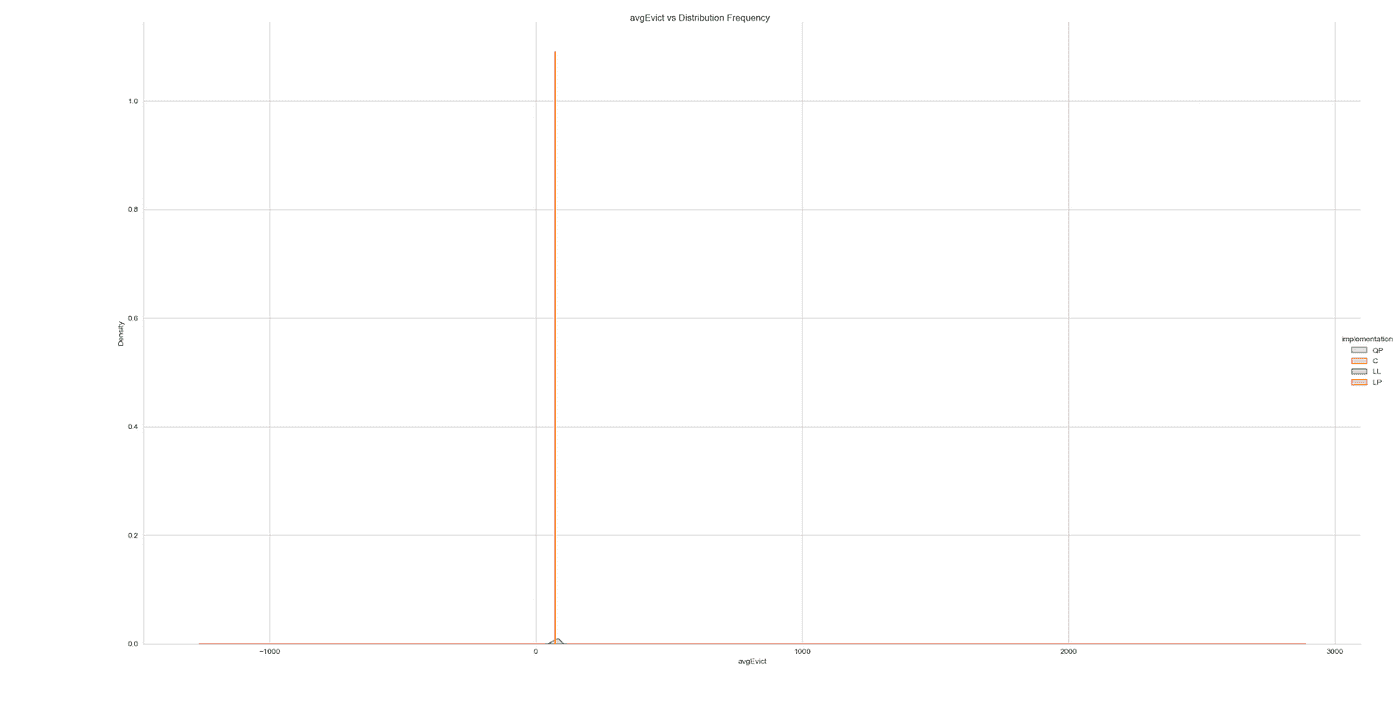 avgEvict vs Distribution Frequency
1.0
0.8
0.6
0.4
0.2
0.0
Density
−1000
0
1000
2000
3000
avgEvict
implementation
QP
C
LL
LP